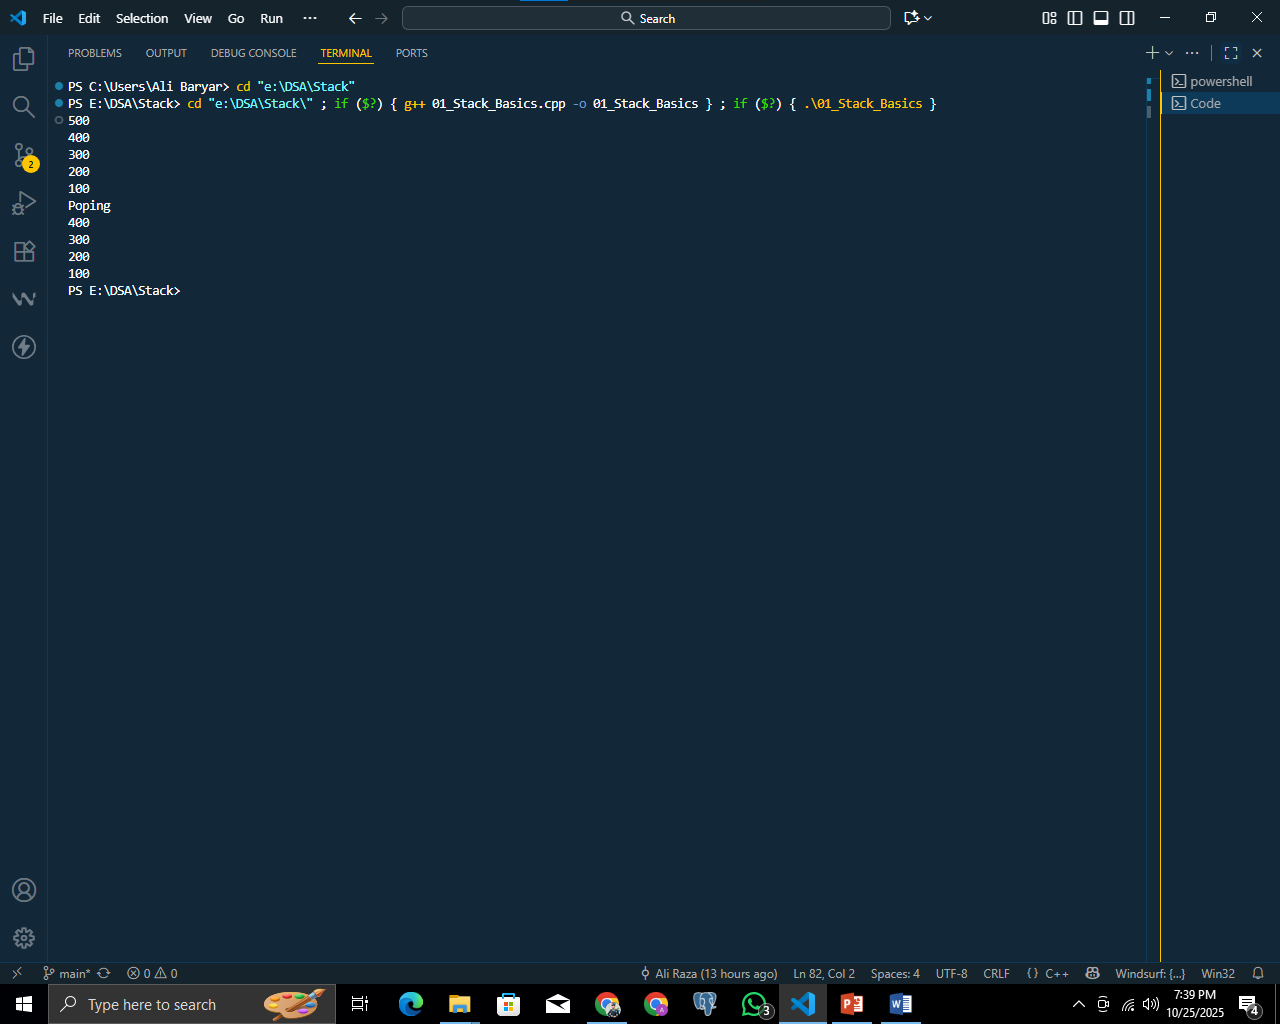 File Edit Selection View Go Run ···
Search
PROBLEMS OUTPUT DEBUG CONSOLE TERMINAL PORTS
PS C:\Users\Ali Baryar> cd "e:\DSA\Stack"
PS E:\DSA\Stack> cd "e:\DSA\Stack\" ; if ($?) { g++ 01_Stack_Basics.cpp -o 01_Stack_Basics } ; if ($?) { .\01_Stack_Basics }
500
400
300
200
100
Poping
400
300
200
100
PS E:\DSA\Stack>
powershell
Code
2
main* 0 0 Ali Raza (13 hours ago) Ln 82, Col 2 Spaces: 4 UTF-8 CRLF {} C++ Windsurf: {...} Win32
Type here to search
A
3
P
W
7:39 PM
10/25/2025
4